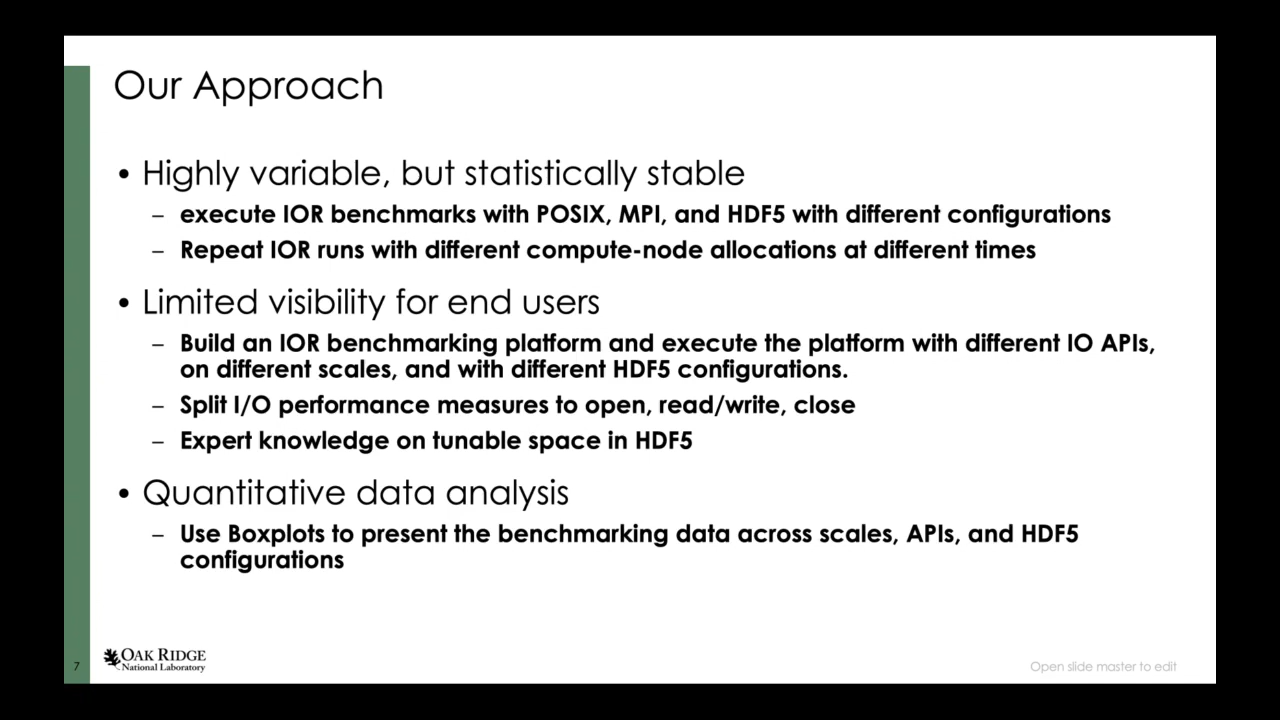 Our Approach
• Highly variable, but statistically stable
– execute IOR benchmarks with POSIX, MPI, and HDF5 with different configurations
– Repeat IOR runs with different compute-node allocations at different times
• Limited visibility for end users
– Build an IOR benchmarking platform and execute the platform with different IO APIs,
on different scales, and with different HDF5 configurations.
– Split I/O performance measures to open, read/write, close
– Expert knowledge on tunable space in HDF5
• Quantitative data analysis
– Use Boxplots to present the benchmarking data across scales, APIs, and HDF5
configurations
7
OAK RIDGE
National Laboratory
Open slide master to edit